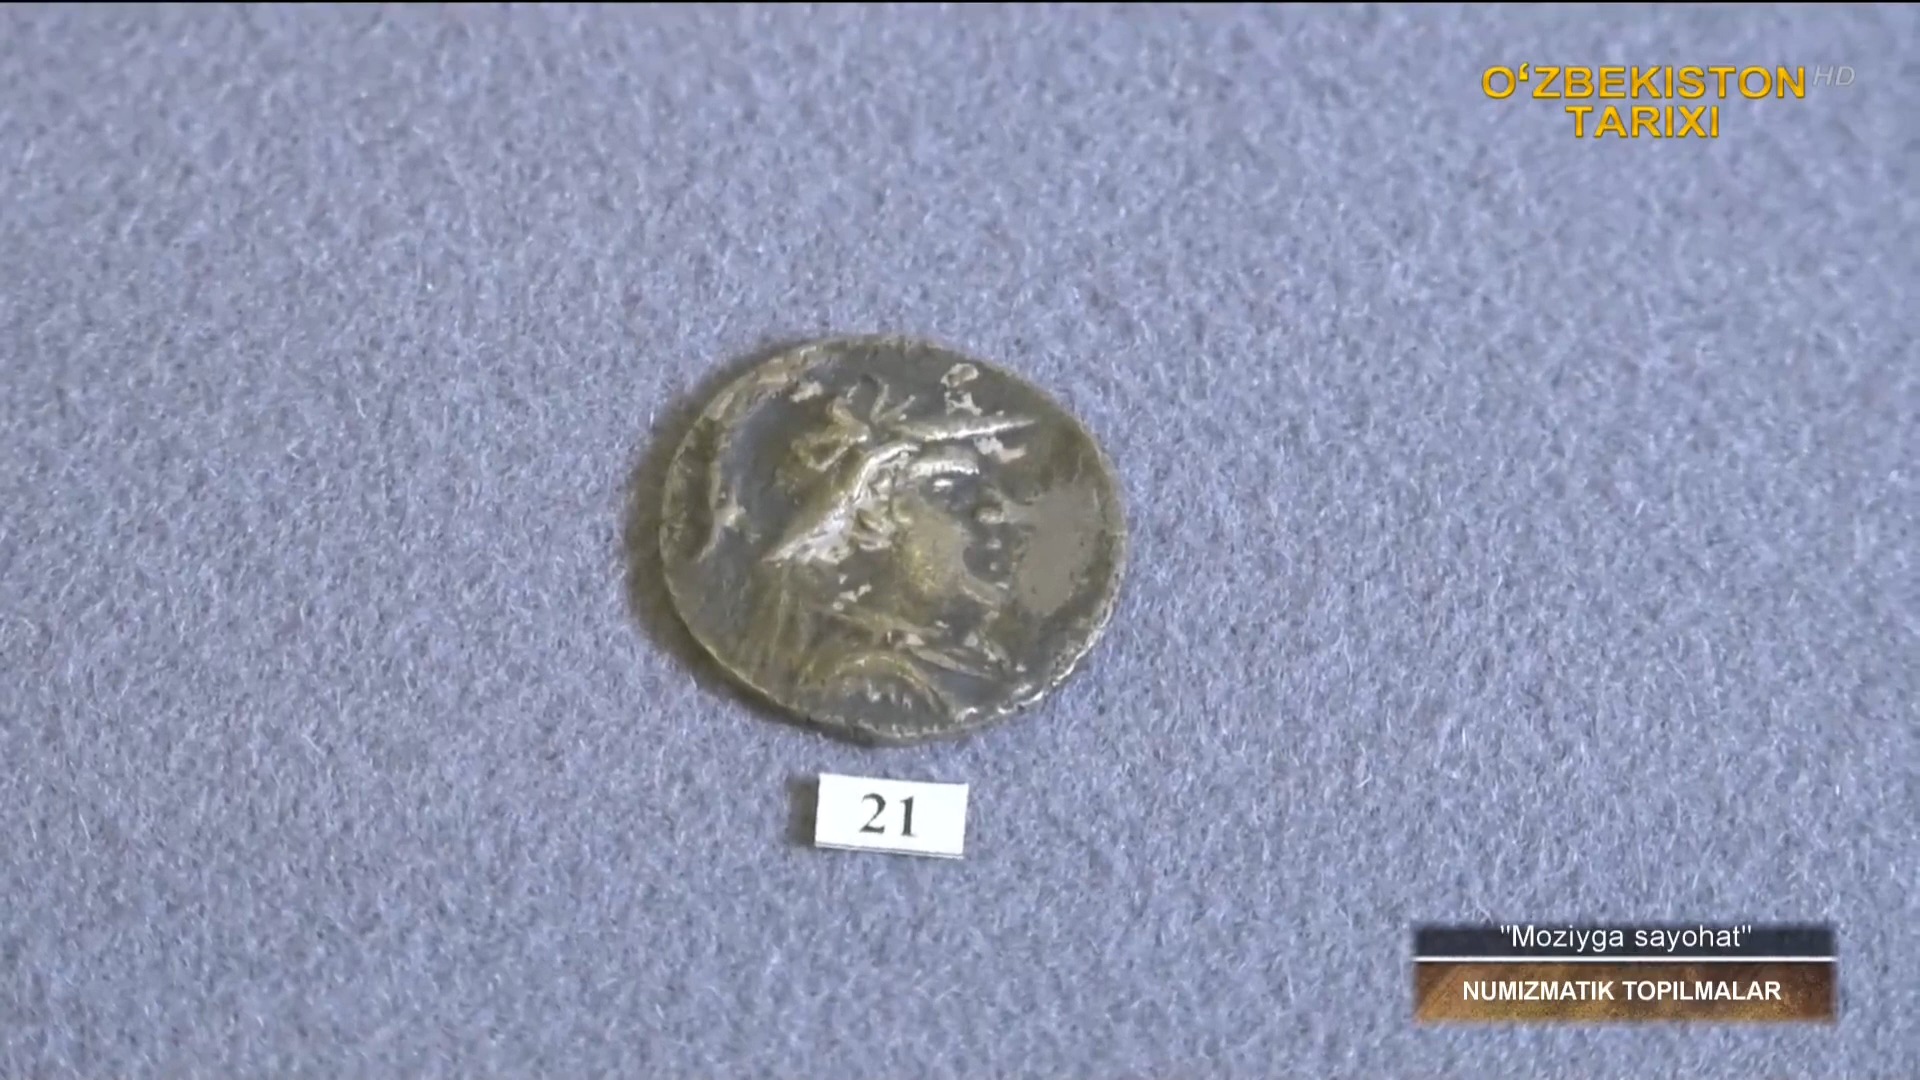 O‘ZBEKISTON HD
TARIXI
21
"Moziyga sayohat"
NUMIZMATIK TOPILMALAR